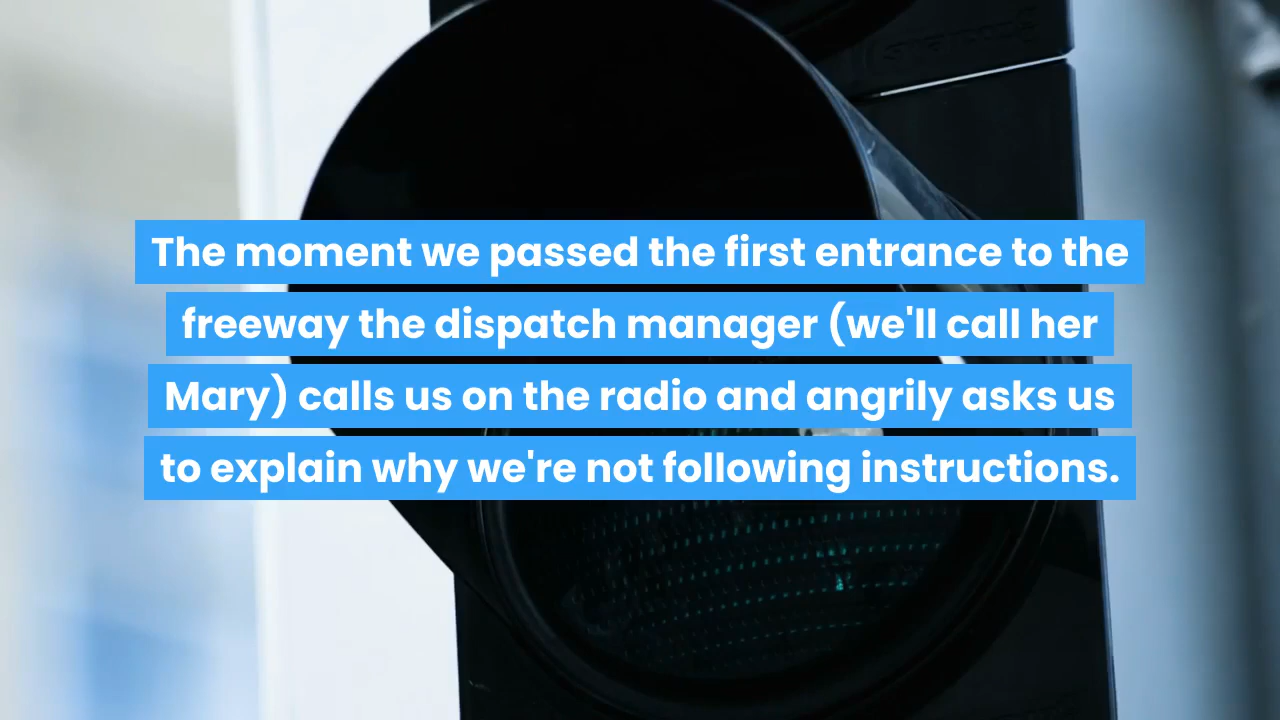 The moment we passed the first entrance to the
freeway the dispatch manager (we'll call her
Mary) calls us on the radio and angrily asks us
to explain why we're not following instructions.